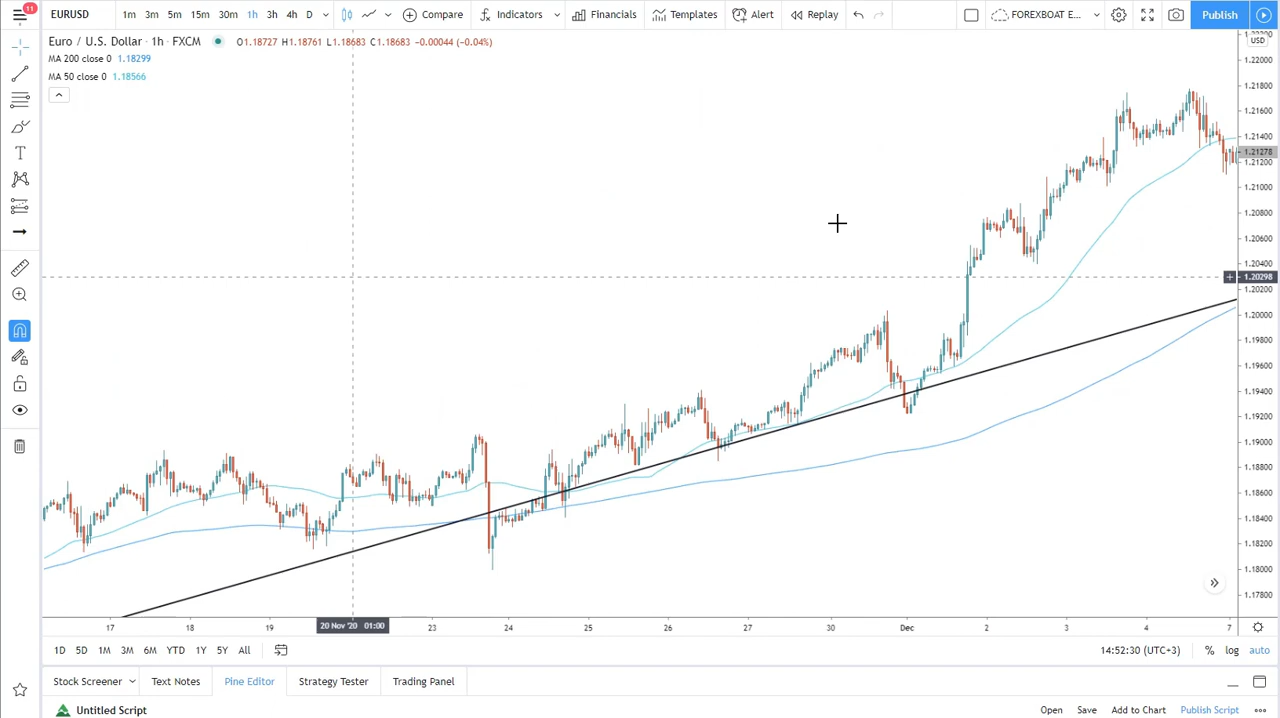 11
EURUSD 1m 3m 5m 15m 30m 1h 3h 4h D Compare Indicators Financials Templates Alert Replay FOREXBOAT E... Publish
Euro / U.S. Dollar · 1h · FXCM O1.18727 H1.18761 L1.18683 C1.18683 −0.00044 (−0.04%)
MA 200 close 0 1.18299
MA 50 close 0 1.18566
USD
1.22000
1.21800
1.21600
1.21400
1.21278
1.21200
1.21000
1.20800
1.20600
1.20400
1.20298
1.20200
1.20000
1.19800
1.19600
1.19400
1.19200
1.19000
1.18800
1.18600
1.18400
1.18200
1.18000
1.17800
17 18 19 20 Nov '20 01:00 23 24 25 26 27 30 Dec 2 3 4 7
1D 5D 1M 3M 6M YTD 1Y 5Y All 14:52:30 (UTC+3) % log auto
Stock Screener Text Notes Pine Editor Strategy Tester Trading Panel
Untitled Script Open Save Add to Chart Publish Script